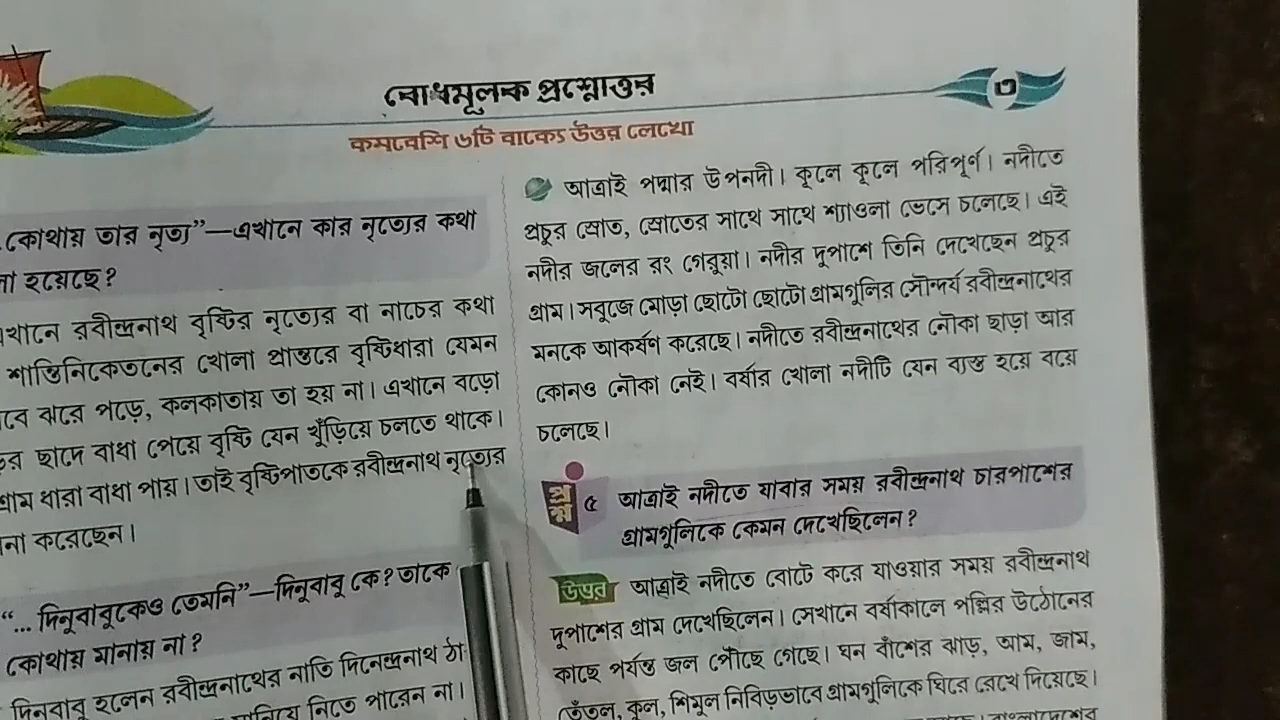 বোধমূলক প্রশ্নোত্তর
৩
কমবেশি ৬টি বাক্যে উত্তর লেখো
কোথায় তার নৃত্য”—এখানে কার নৃত্যের কথা
হয়েছে?
এখানে রবীন্দ্রনাথ বৃষ্টির নৃত্যের বা নাচের কথা
শান্তিনিকেতনের খোলা প্রান্তরে বৃষ্টিধারা যেমন
ঝরে পড়ে, কলকাতায় তা হয় না। এখানে বড়ো
ছাদে বাধা পেয়ে বৃষ্টি যেন খুঁড়িয়ে চলতে থাকে।
ধারা বাধা পায়। তাই বৃষ্টিপাতকে রবীন্দ্রনাথ নৃত্যের
করেছেন।
“... দিনুবাবুকেও তেমনি”—দিনুবাবু কে? তাকে
কোথায় মানায় না?
দিনুবাবু হলেন রবীন্দ্রনাথের নাতি দিনেন্দ্রনাথ ঠা
নিতে পারেন না।
আত্রাই পদ্মার উপনদী। কূলে কূলে পরিপূর্ণ। নদীতে
প্রচুর স্রোত, স্রোতের সাথে সাথে শ্যাওলা ভেসে চলেছে। এই
নদীর জলের রং গেরুয়া। নদীর দুপাশে তিনি দেখেছেন প্রচুর
গ্রাম। সবুজে মোড়া ছোটো ছোটো গ্রামগুলির সৌন্দর্য রবীন্দ্রনাথের
মনকে আকর্ষণ করেছে। নদীতে রবীন্দ্রনাথের নৌকা ছাড়া আর
কোনও নৌকা নেই। বর্ষার খোলা নদীটি যেন ব্যস্ত হয়ে বয়ে
চলেছে।
প্রশ্ন ৫ আত্রাই নদীতে যাবার সময় রবীন্দ্রনাথ চারপাশের
গ্রামগুলিকে কেমন দেখেছিলেন?
উত্তর আত্রাই নদীতে বোটে করে যাওয়ার সময় রবীন্দ্রনাথ
দুপাশের গ্রাম দেখেছিলেন। সেখানে বর্ষাকালে পল্লির উঠোনের
কাছে পর্যন্ত জল পৌঁছে গেছে। ঘন বাঁশের ঝাড়, আম, জাম,
তেঁতুল, কুল, শিমূল নিবিড়ভাবে গ্রামগুলিকে ঘিরে রেখে দিয়েছে।